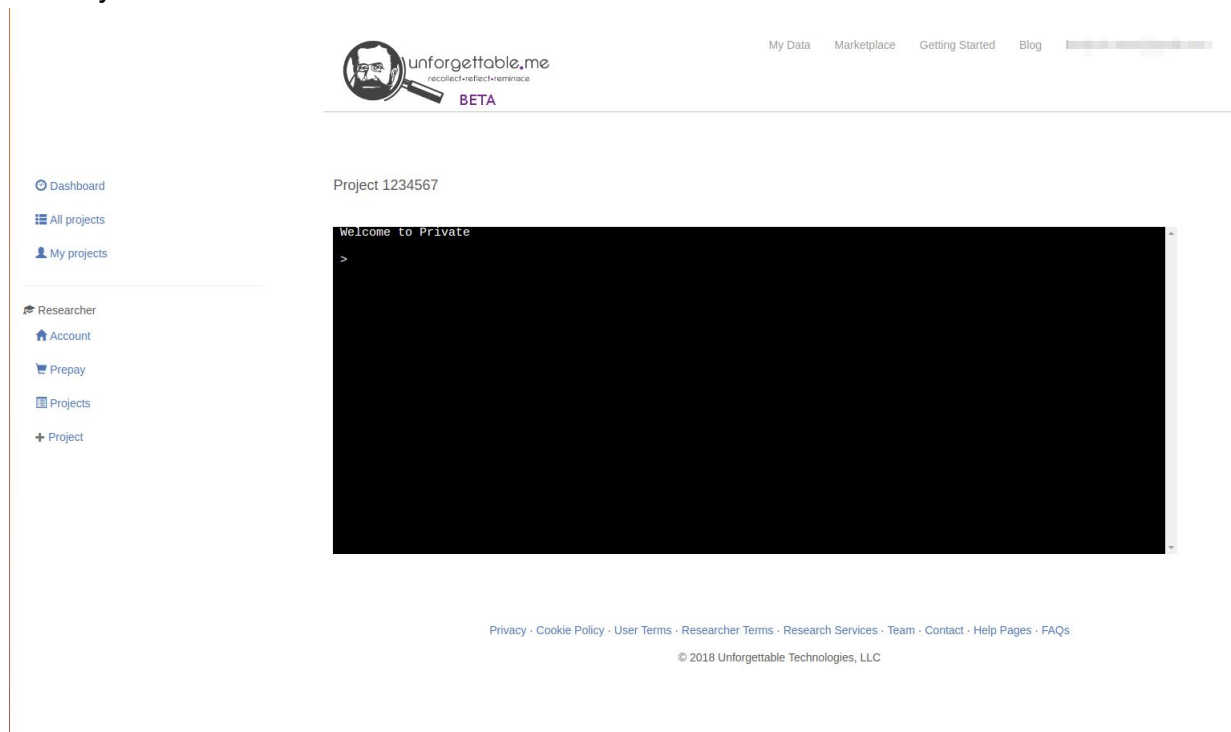 My Data Marketplace Getting Started Blog
unforgettable.me
recollect•reflect•reminisce
BETA
Dashboard
All projects
My projects
Researcher
Account
Prepay
Projects
Project
Project 1234567
Welcome to Private
>
Privacy · Cookie Policy · User Terms · Researcher Terms · Research Services · Team · Contact · Help Pages · FAQs
© 2018 Unforgettable Technologies, LLC